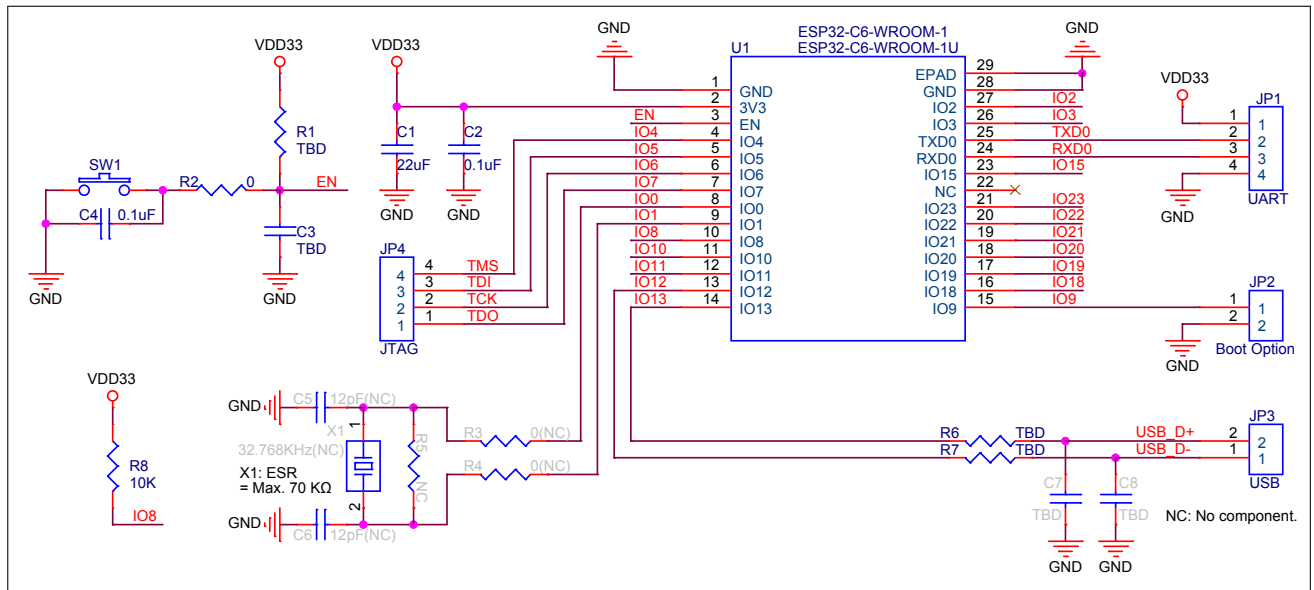 ESP32-C6-WROOM-1
ESP32-C6-WROOM-1U
U1
GND
GND
VDD33
VDD33
VDD33
R1
TBD
SW1
R2
0
EN
C4
0.1uF
C3
TBD
GND
GND
C1
22uF
C2
0.1uF
GND
GND
1
GND
2
3V3
EN
3
EN
IO4
4
IO4
IO5
5
IO5
IO6
6
IO6
IO7
7
IO7
IO0
8
IO0
IO1
9
IO1
IO8
10
IO8
IO10
11
IO10
IO11
12
IO11
IO12
13
IO12
IO13
14
IO13
EPAD
29
GND
28
IO2
27
IO2
IO3
26
IO3
TXD0
25
TXD0
RXD0
24
RXD0
IO15
23
IO15
NC
22
IO23
21
IO23
IO22
20
IO22
IO21
19
IO21
IO20
18
IO20
IO19
17
IO19
IO18
16
IO18
IO9
15
IO9
JP1
1
1
2
2
3
3
4
4
UART
GND
JP2
1
1
2
2
Boot Option
GND
JP4
4
4
TMS
3
3
TDI
2
2
TCK
1
1
TDO
JTAG
VDD33
R8
10K
IO8
GND
C5
12pF(NC)
X1
1
32.768KHz(NC)
X1: ESR
= Max. 70 KΩ
2
R5
NC
R3
0(NC)
R4
0(NC)
GND
C6
12pF(NC)
R6
TBD
USB_D+
R7
TBD
USB_D-
JP3
2
2
1
1
USB
C7
TBD
C8
TBD
GND
GND
NC: No component.